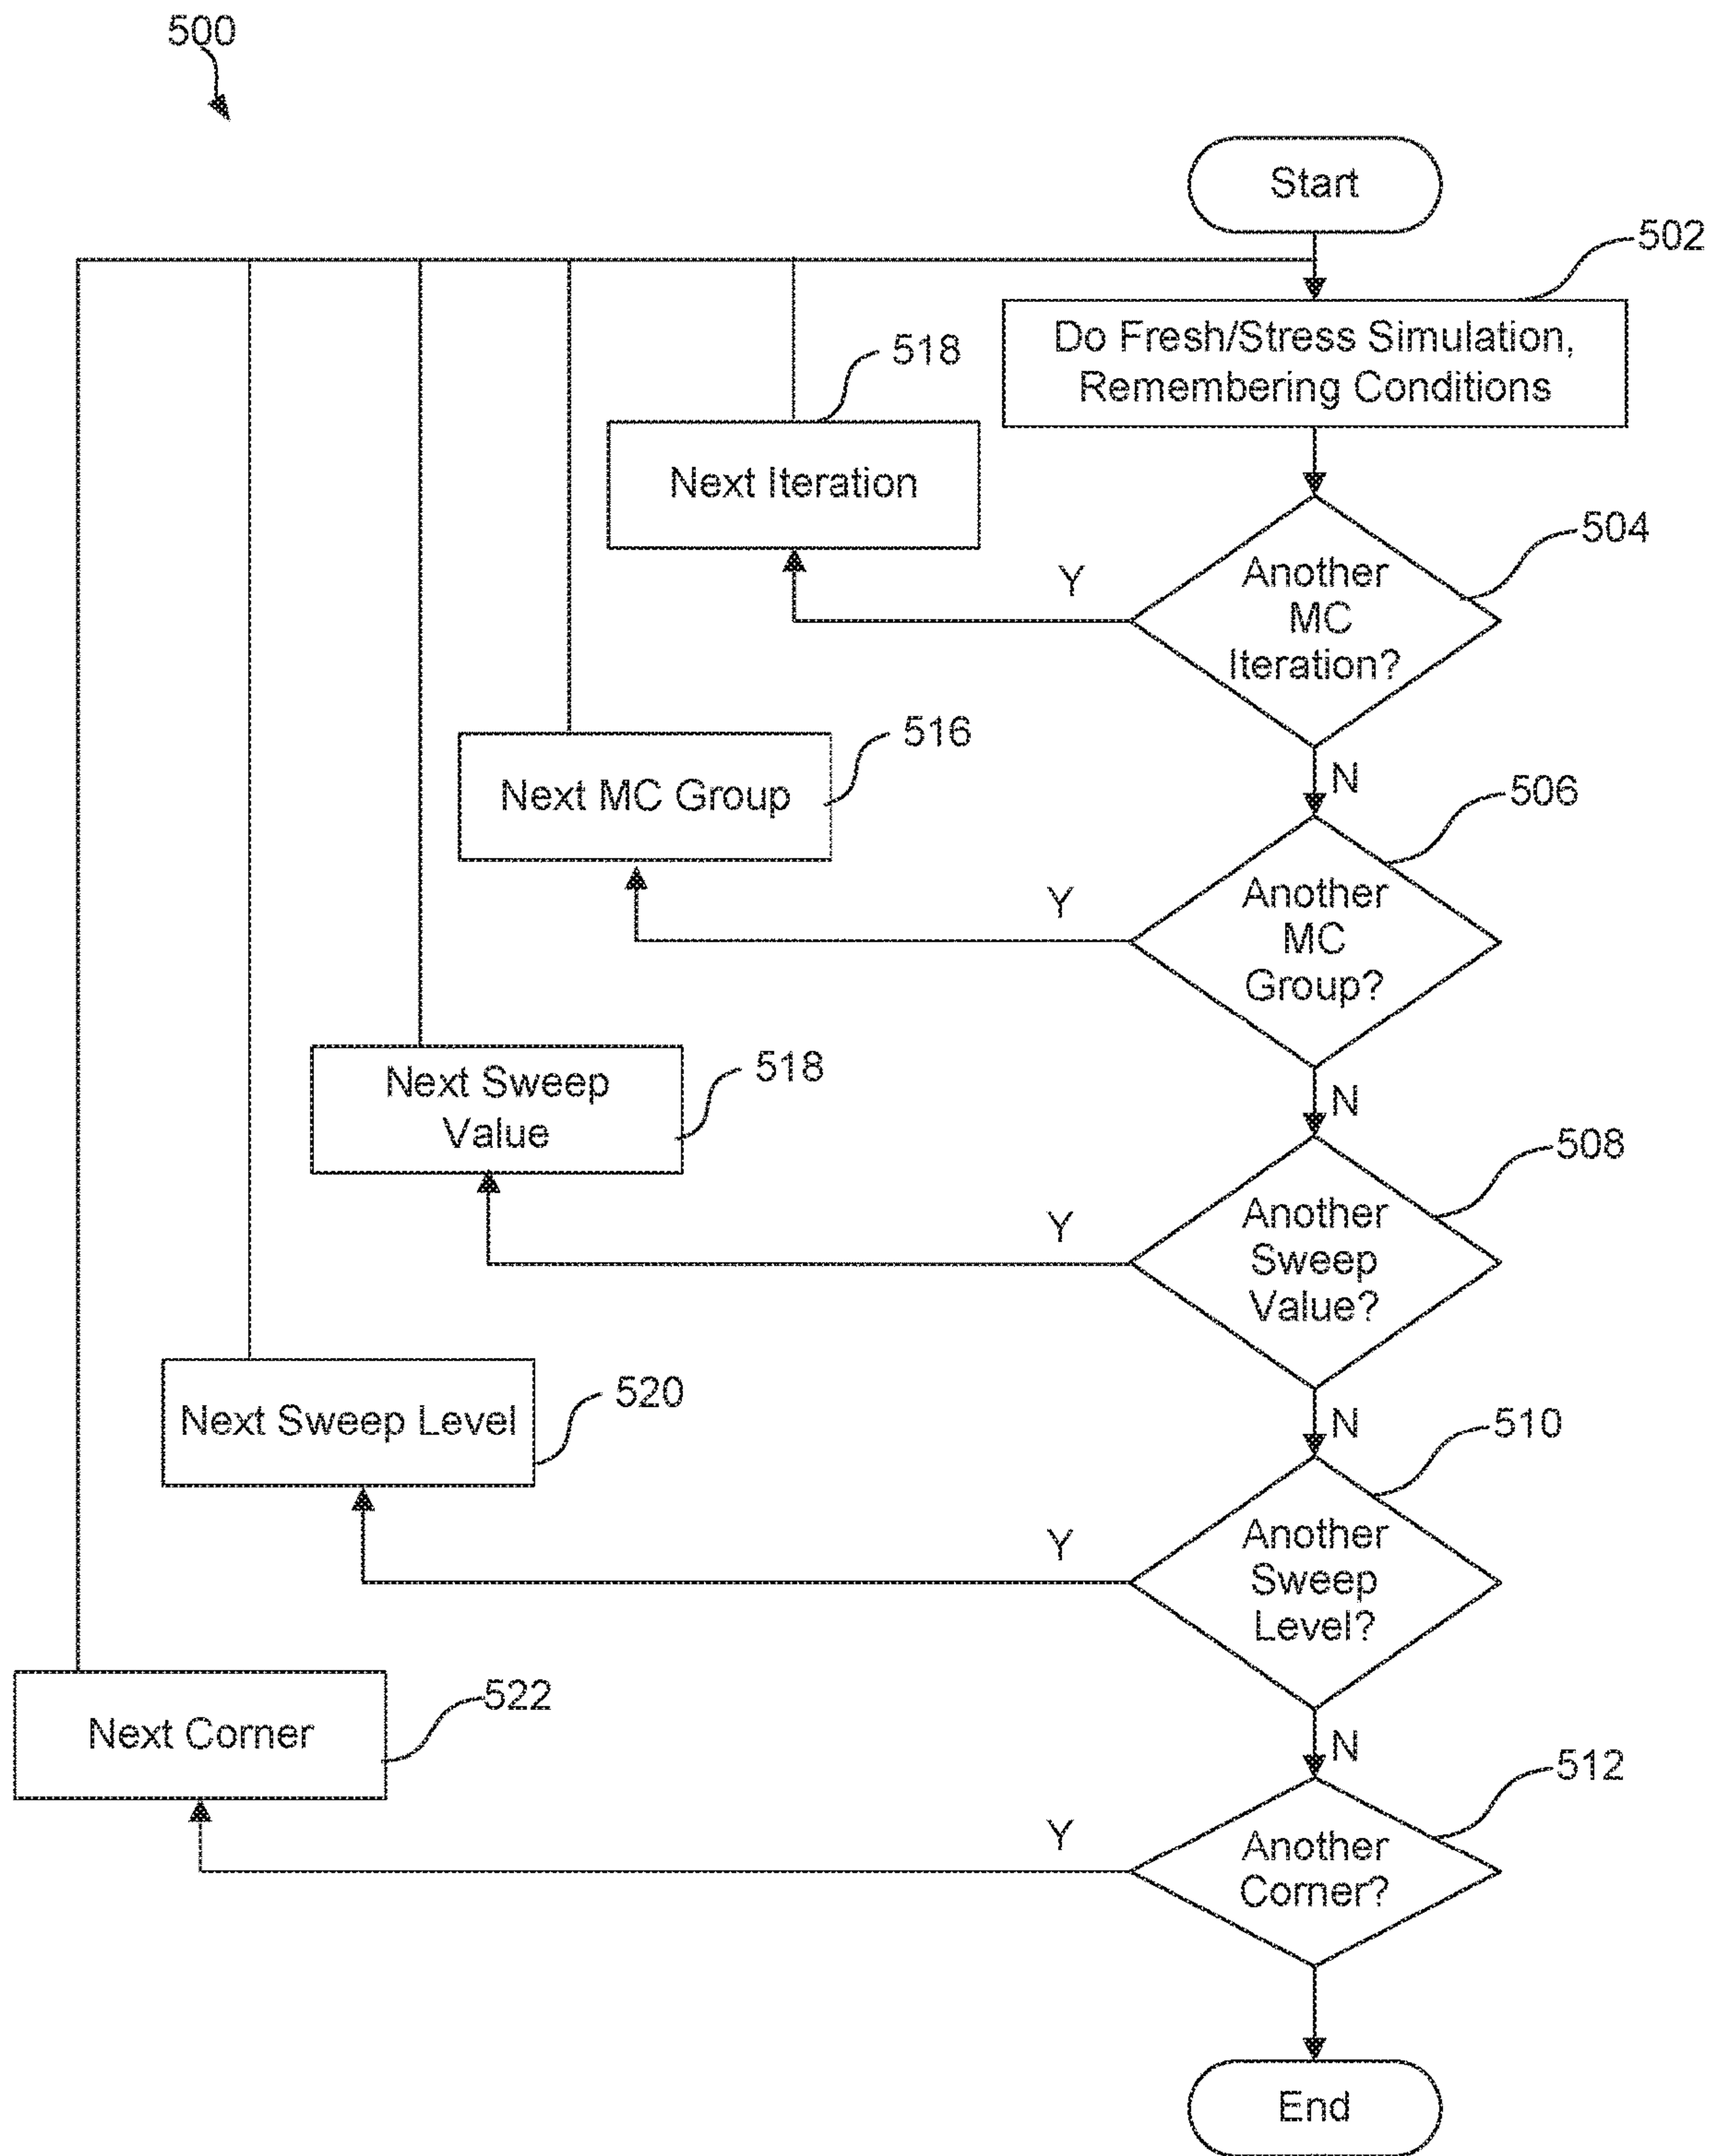 500
Start
502
Do Fresh/Stress Simulation,
Remembering Conditions
518
Next Iteration
504
Another
MC
Iteration?
Y
N
516
Next MC Group
506
Another
MC
Group?
Y
N
518
Next Sweep
Value
508
Another
Sweep
Value?
Y
N
520
Next Sweep Level
510
Another
Sweep
Level?
Y
N
522
Next Corner
512
Another
Corner?
Y
End